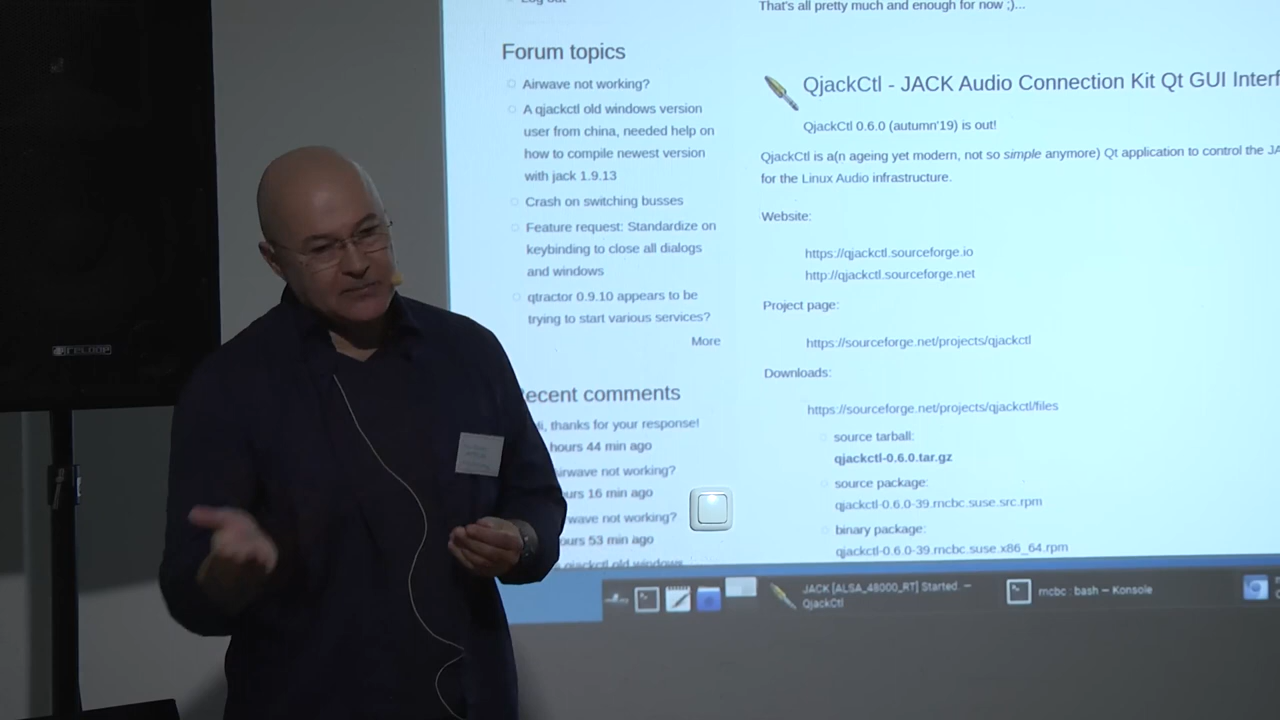 Log out
Forum topics
Airwave not working?
A qjackctl old windows version
user from china, needed help on
how to compile newest version
with jack 1.9.13
Crash on switching busses
Feature request: Standardize on
keybinding to close all dialogs
and windows
qtractor 0.9.10 appears to be
trying to start various services?
More
ecent comments
i, thanks for your response!
hours 44 min ago
irwave not working?
urs 16 min ago
wave not working?
ours 53 min ago
qjackctl old windows
That's all pretty much and enough for now ;)...
QjackCtl - JACK Audio Connection Kit Qt GUI Interf
QjackCtl 0.6.0 (autumn'19) is out!
QjackCtl is a(n ageing yet modern, not so simple anymore) Qt application to control the JA
for the Linux Audio infrastructure.
Website:
https://qjackctl.sourceforge.io
http://qjackctl.sourceforge.net
Project page:
https://sourceforge.net/projects/qjackctl
Downloads:
https://sourceforge.net/projects/qjackctl/files
source tarball:
qjackctl-0.6.0.tar.gz
source package:
qjackctl-0.6.0-39.rncbc.suse.src.rpm
binary package:
qjackctl-0.6.0-39.rncbc.suse.x86_64.rpm
JACK [ALSA_48000_RT] Started. —
QjackCtl
rncbc : bash — Konsole
RELOOP